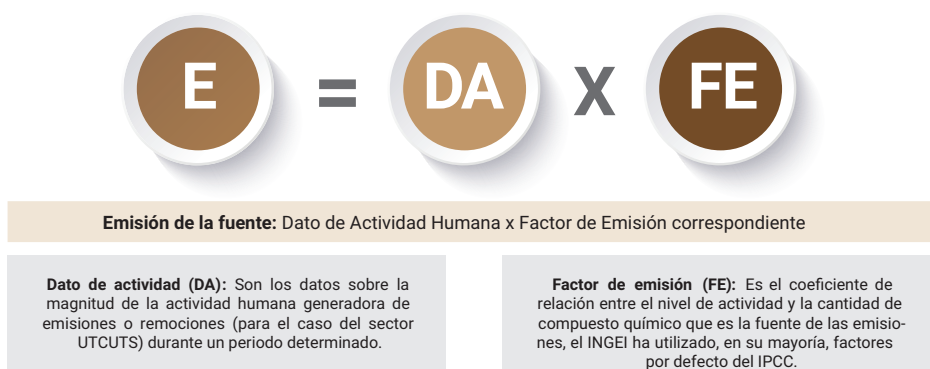 E = DA X FE
Emisión de la fuente: Dato de Actividad Humana x Factor de Emisión correspondiente
Dato de actividad (DA): Son los datos sobre la
magnitud de la actividad humana generadora de
emisiones o remociones (para el caso del sector
UTCUTS) durante un periodo determinado.
Factor de emisión (FE): Es el coeficiente de
relación entre el nivel de actividad y la cantidad de
compuesto químico que es la fuente de las emisio-
nes, el INGEI ha utilizado, en su mayoría, factores
por defecto del IPCC.